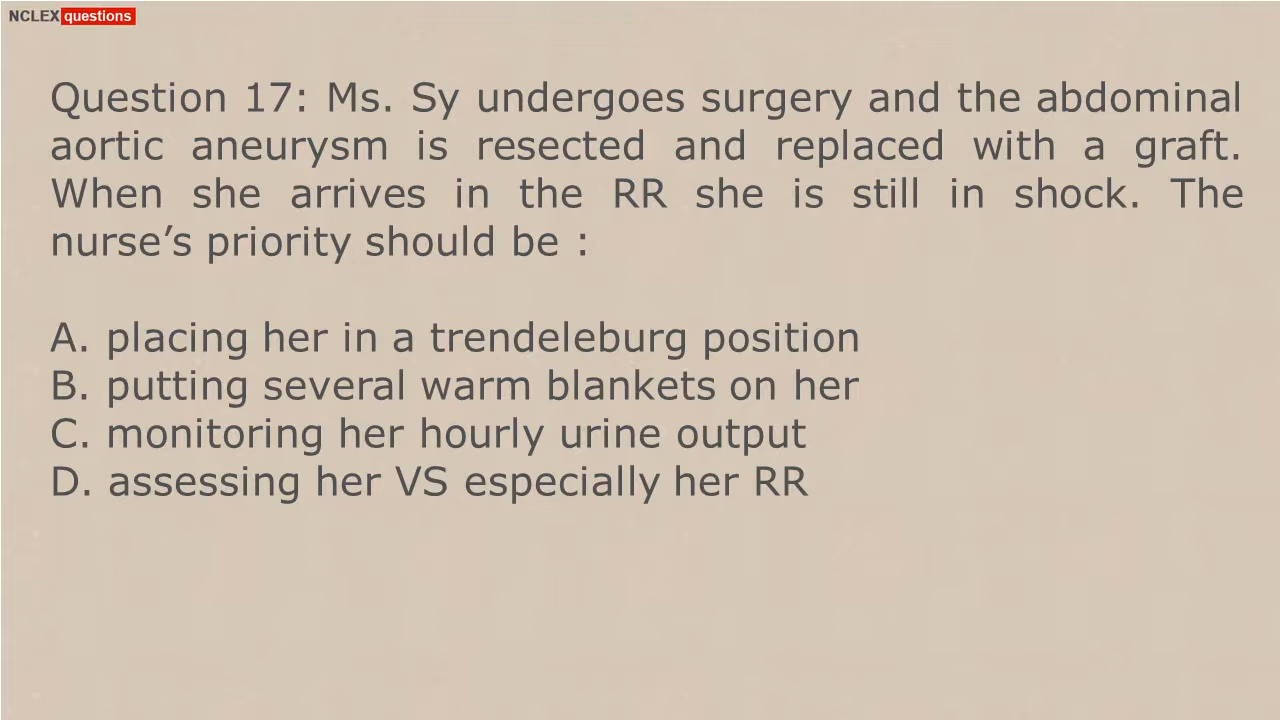 NCLEX questions
Question 17: Ms. Sy undergoes surgery and the abdominal
aortic aneurysm is resected and replaced with a graft.
When she arrives in the RR she is still in shock. The
nurse’s priority should be :
A. placing her in a trendeleburg position
B. putting several warm blankets on her
C. monitoring her hourly urine output
D. assessing her VS especially her RR